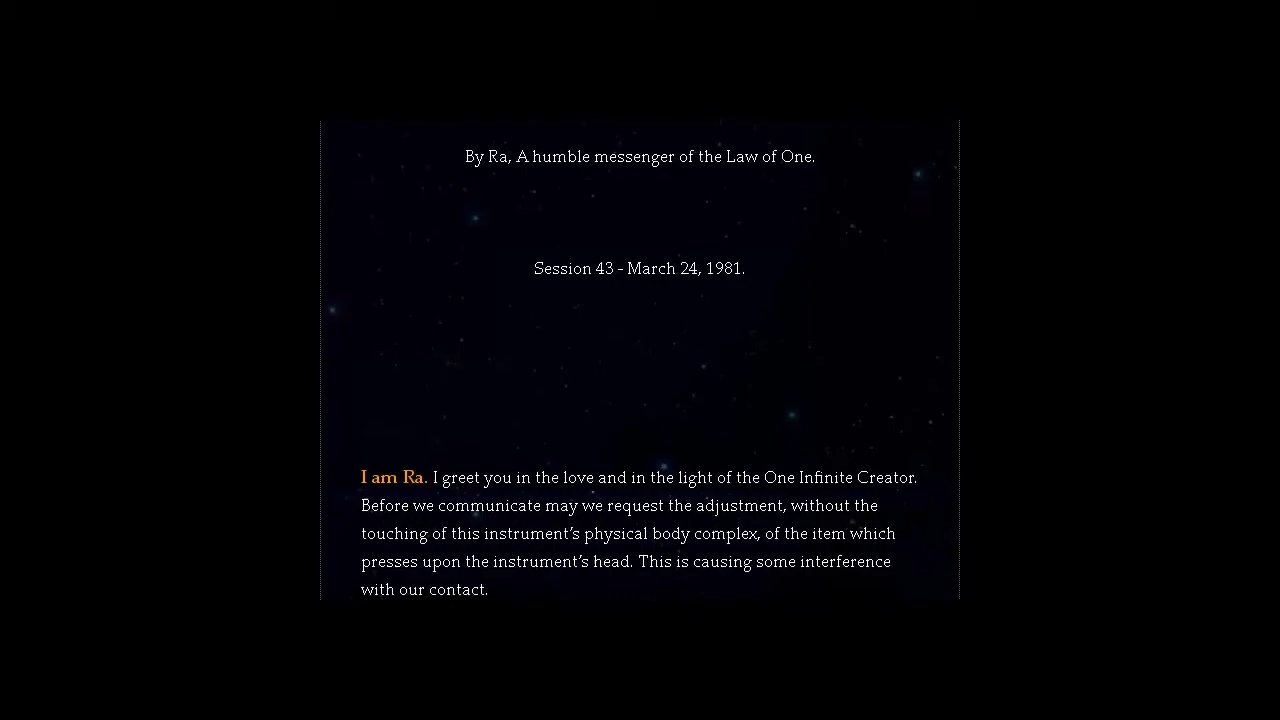 By Ra, A humble messenger of the Law of One.
Session 43 - March 24, 1981.
I am Ra. I greet you in the love and in the light of the One Infinite Creator.
Before we communicate may we request the adjustment, without the
touching of this instrument's physical body complex, of the item which
presses upon the instrument's head. This is causing some interference
with our contact.